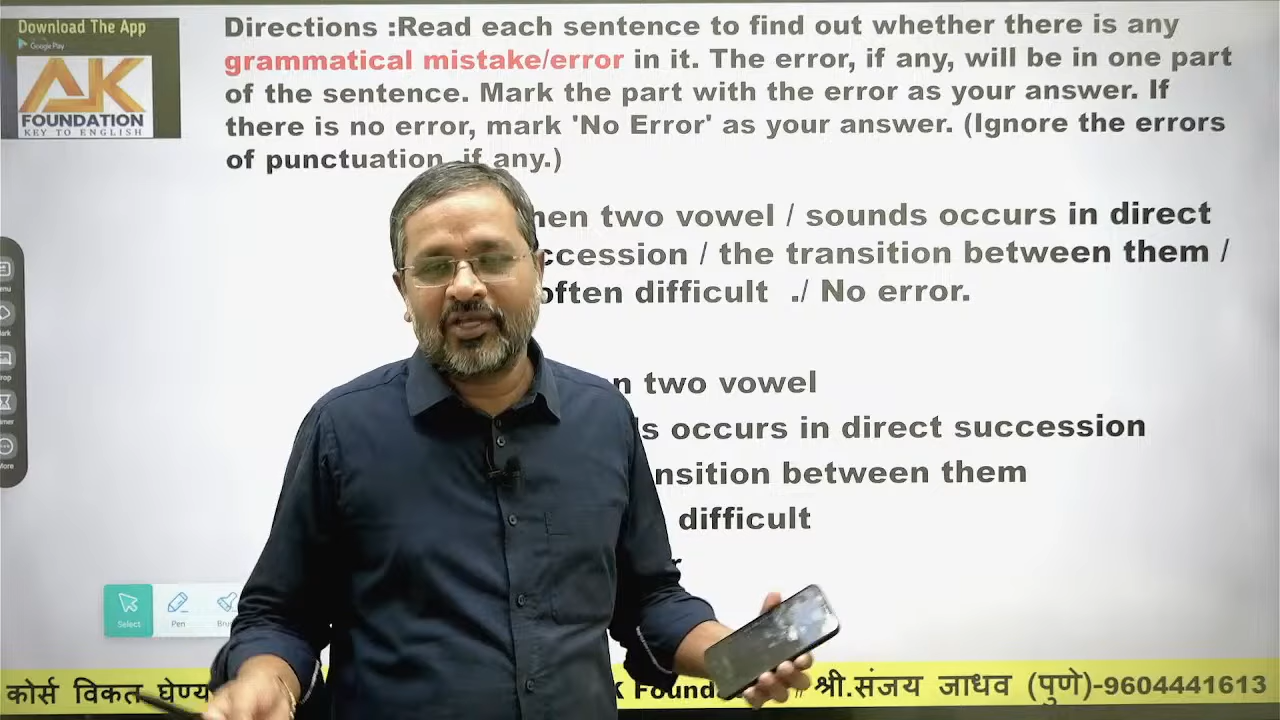 Download The App
Google Play
AK
FOUNDATION
KEY TO ENGLISH
Directions :Read each sentence to find out whether there is any
grammatical mistake/error in it. The error, if any, will be in one part
of the sentence. Mark the part with the error as your answer. If
there is no error, mark 'No Error' as your answer. (Ignore the errors
of punctuation, if any.)
two vowel / sounds occurs in direct
/ the transition between them /
often difficult ./ No error.
two vowel
occurs in direct succession
between them
difficult
Select
Pen
कोर्स विकत
श्री.संजय जाधव (पुणे)-9604441613